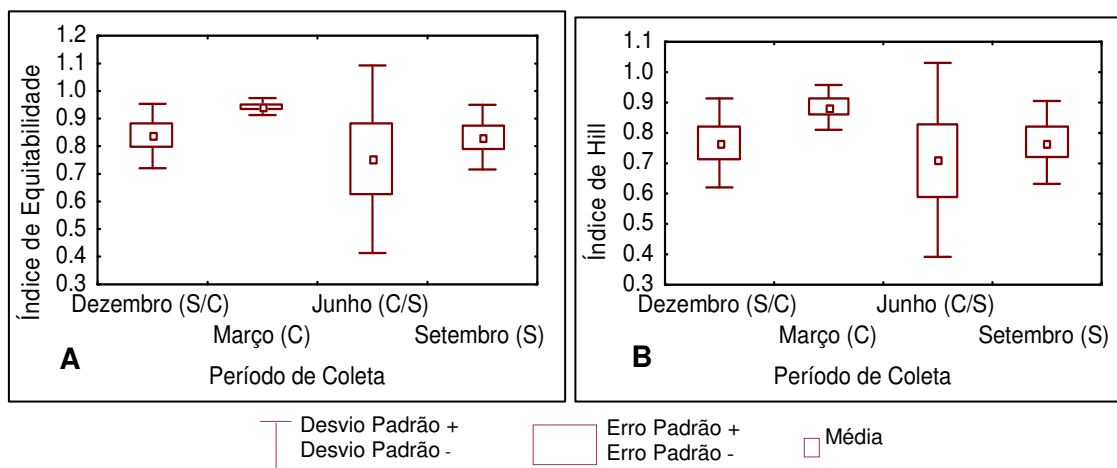 Índice de Equitabilidade
1.2
1.1
1.0
0.9
0.8
0.7
0.6
0.5
0.4
0.3
Dezembro (S/C)
Março (C)
Junho (C/S)
Setembro (S)
A
Período de Coleta
Índice de Hill
1.1
1.0
0.9
0.8
0.7
0.6
0.5
0.4
0.3
Dezembro (S/C)
Março (C)
Junho (C/S)
Setembro (S)
B
Período de Coleta
Desvio Padrão +
Desvio Padrão -
Erro Padrão +
Erro Padrão -
Média